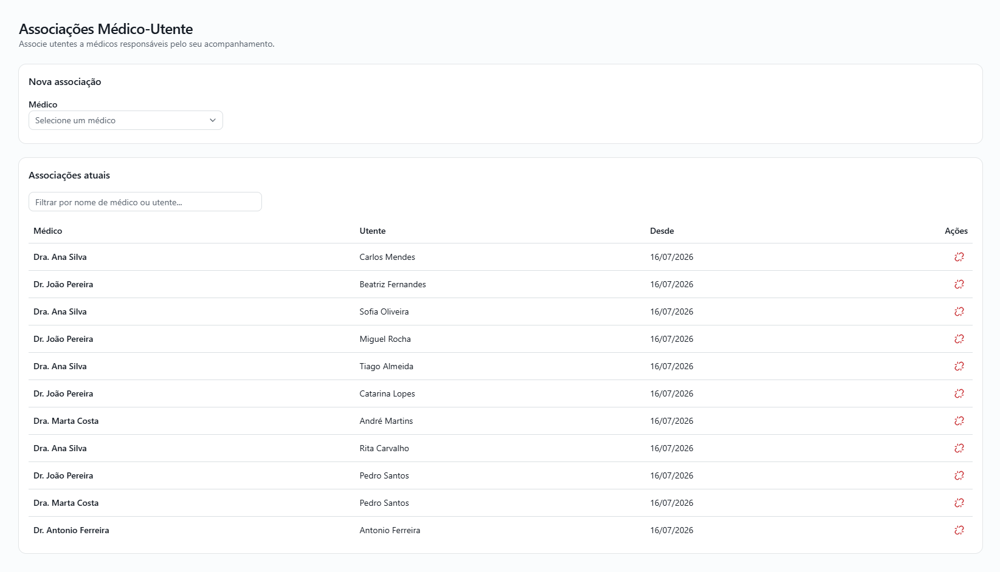 Associações Médico-Utente
Associe utentes a médicos responsáveis pelo seu acompanhamento.
Nova associação
Médico
Selecione um médico
Associações atuais
Filtrar por nome de médico ou utente...
Médico Utente Desde Ações
Dra. Ana Silva Carlos Mendes 16/07/2026
Dr. João Pereira Beatriz Fernandes 16/07/2026
Dra. Ana Silva Sofia Oliveira 16/07/2026
Dr. João Pereira Miguel Rocha 16/07/2026
Dra. Ana Silva Tiago Almeida 16/07/2026
Dr. João Pereira Catarina Lopes 16/07/2026
Dra. Marta Costa André Martins 16/07/2026
Dra. Ana Silva Rita Carvalho 16/07/2026
Dr. João Pereira Pedro Santos 16/07/2026
Dra. Marta Costa Pedro Santos 16/07/2026
Dr. Antonio Ferreira Antonio Ferreira 16/07/2026